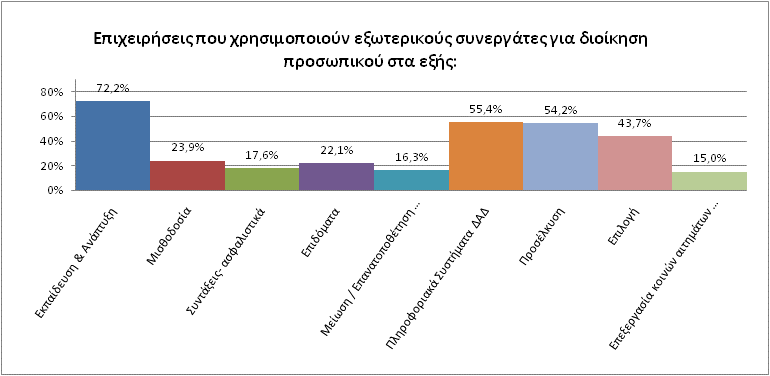 Επιχειρήσεις που χρησιμοποιούν εξωτερικούς συνεργάτες για διοίκηση
προσωπικού στα εξής:
80%
60%
40%
20%
0%
72,2%
23,9%
17,6%
22,1%
16,3%
55,4%
54,2%
43,7%
15,0%
Εκπαίδευση & Ανάπτυξη
Μισθοδοσία
Συντάξεις- ασφαλιστικά
Επιδόματα
Μείωση / Επανατοποθέτηση ...
Πληροφοριακά Συστήματα ΔΑΔ
Προσέλκυση
Επιλογή
Επεξεργασία κοινών αιτημάτων ...